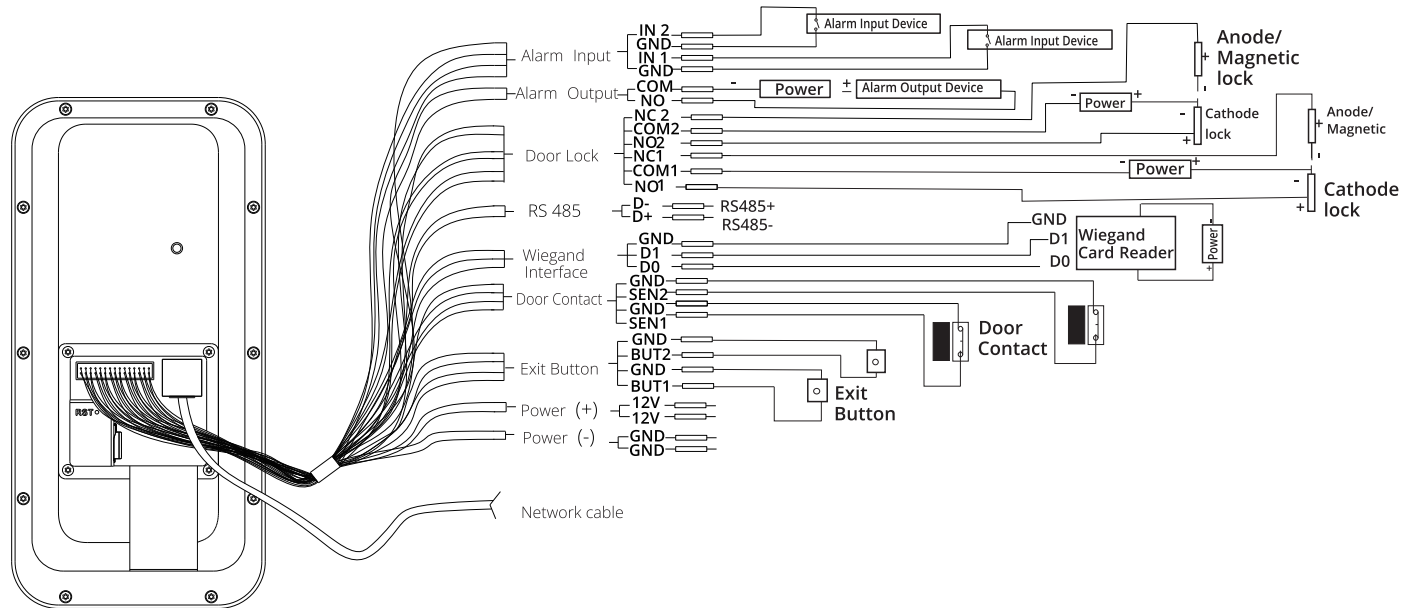 RST
Alarm Input
IN 2
GND
IN 1
GND
Alarm Input Device
Alarm Input Device
Alarm Output
COM
NO
-
Power
±
Alarm Output Device
Door Lock
NC 2
COM2
NO2
NC1
COM1
NO1
Anode/
Magnetic
lock
+
-
-
Power
+
-
Cathode
lock
+
Anode/
Magnetic
+
-
-
Power
+
-
Cathode
lock
+
RS 485
D-
D+
RS485+
RS485-
Wiegand
Interface
GND
D1
D0
GND
D1
D0
Wiegand
Card Reader
-
Power
+
Door Contact
GND
SEN2
GND
SEN1
Door
Contact
Exit Button
GND
BUT2
GND
BUT1
Exit
Button
Power (+)
12V
12V
Power (-)
GND
GND
Network cable